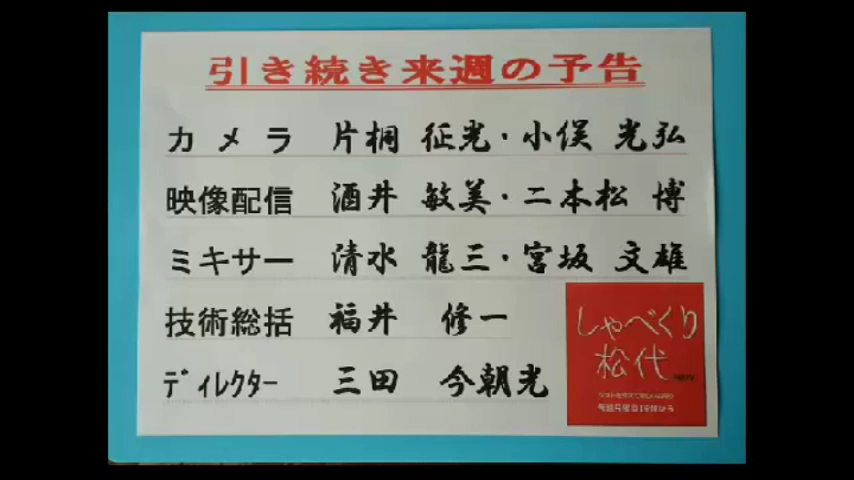 引き続き来週の予告
カメラ 片桐 征光・小俣 光弘
映像配信 酒井 敏美・二本松 博
ミキサー 清水 龍三・宮坂 文雄
技術総括 福井 修一
ディレクター 三田 今朝光
しゃべくり
松代